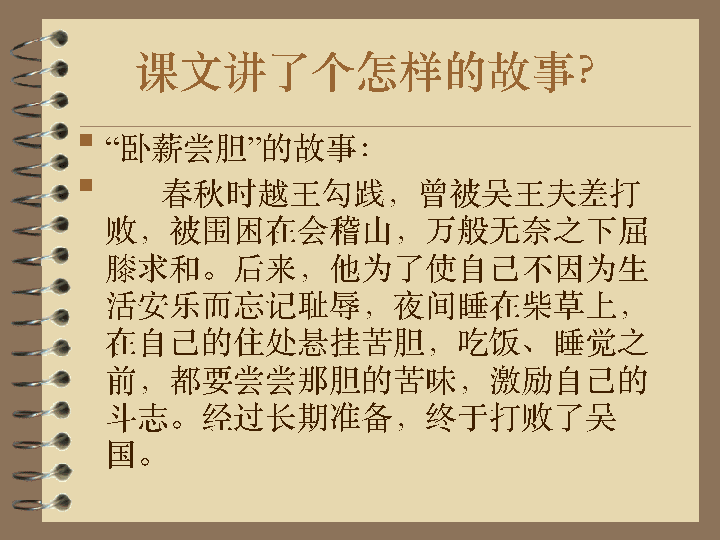 课文讲了个怎样的故事?
“卧薪尝胆”的故事：
春秋时越王勾践，曾被吴王夫差打
败，被围困在会稽山，万般无奈之下屈
膝求和。后来，他为了使自己不因为生
活安乐而忘记耻辱，夜间睡在柴草上，
在自己的住处悬挂苦胆，吃饭、睡觉之
前，都要尝尝那胆的苦味，激励自己的
斗志。经过长期准备，终于打败了吴
国。